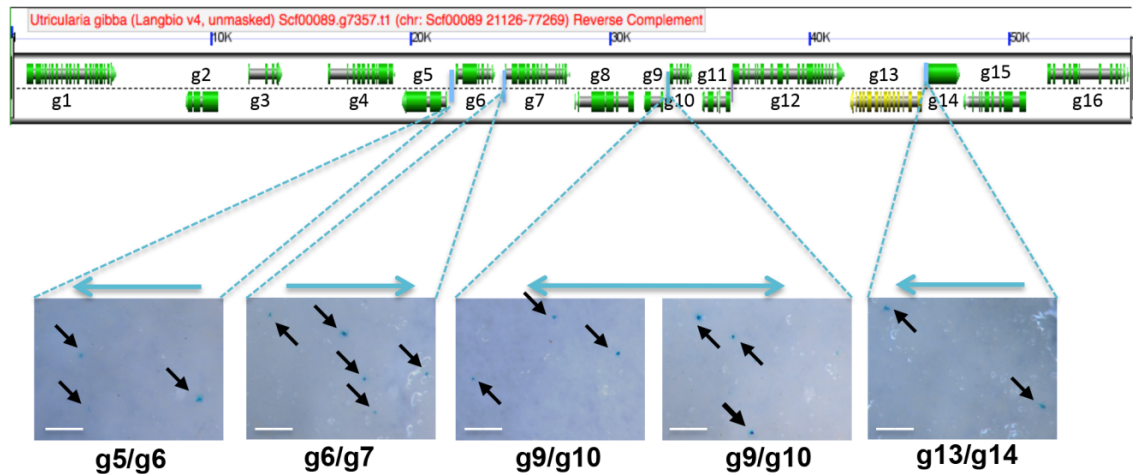 Utricularia gibba (Langbio v4, unmasked) Scf00089.g7357.t1 (chr: Scf00089 21126-77269) Reverse Complement
10K 20K 30K 40K 50K
g2 g5 g8 g9 g11 g13 g15
g1 g3 g4 g6 g7 g10 g12 g14 g16
g5/g6 g6/g7 g9/g10 g9/g10 g13/g14